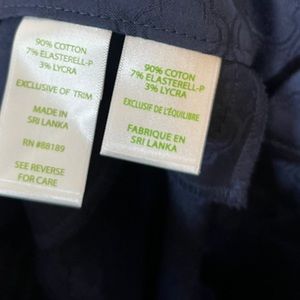 90% COTTON
7% ELASTERELL-P
3% LYCRA
EXCLUSIVE OF TRIM
MADE IN
SRI LANKA
RN #88189
SEE REVERSE
FOR CARE
90% COTTON
7% ELASTERELL-P
3% LYCRA
EXCLUSIF DE L'ÉQUILIBRE
FABRIQUE EN
SRI LANKA